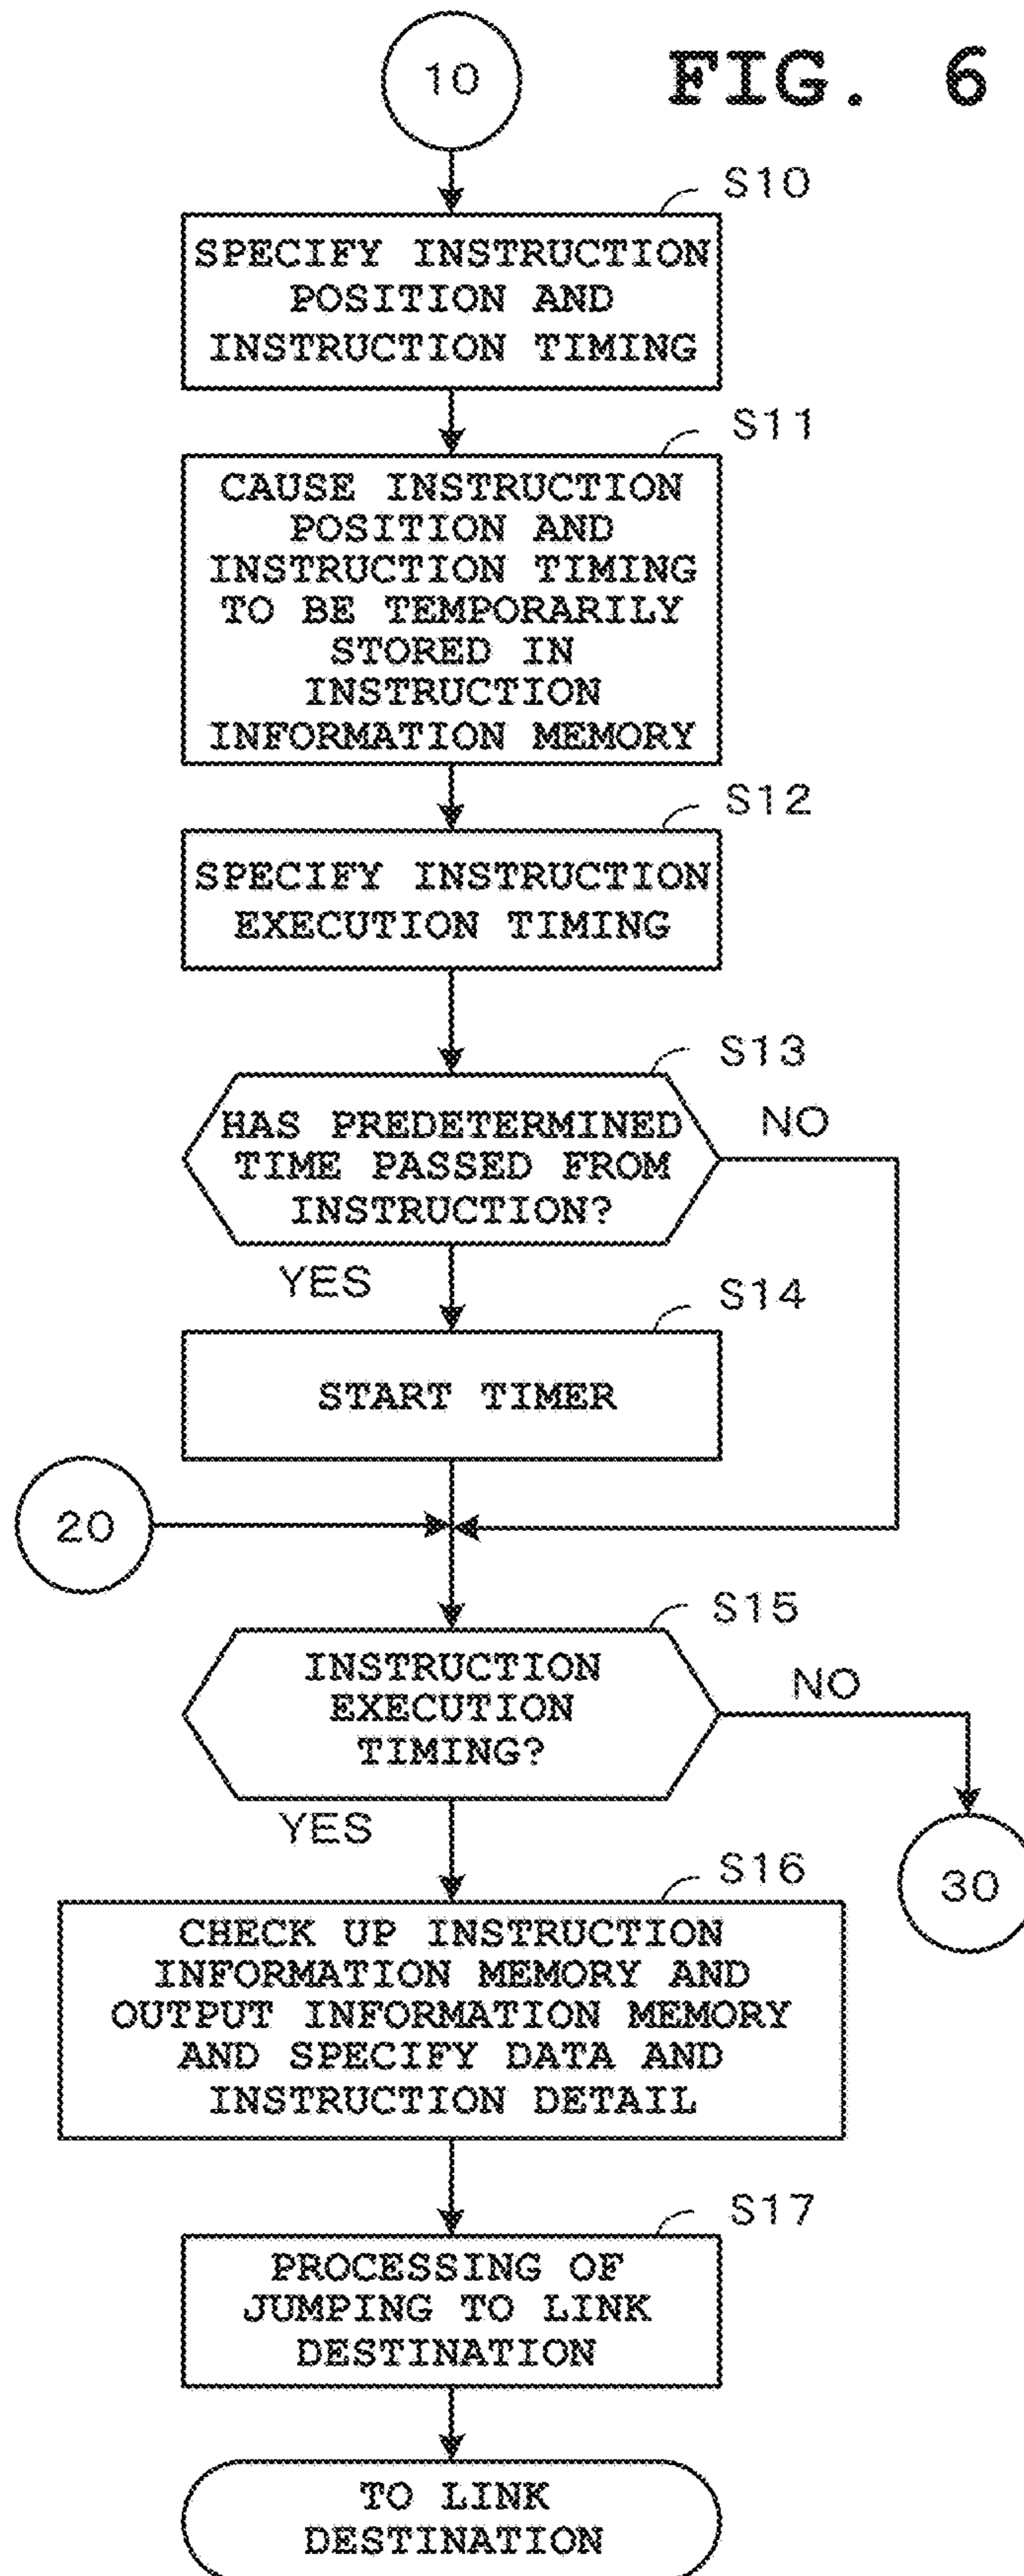 10
FIG. 6
S10
SPECIFY INSTRUCTION
POSITION AND
INSTRUCTION TIMING
S11
CAUSE INSTRUCTION
POSITION AND
INSTRUCTION TIMING
TO BE TEMPORARILY
STORED IN
INSTRUCTION
INFORMATION MEMORY
S12
SPECIFY INSTRUCTION
EXECUTION TIMING
S13
HAS PREDETERMINED
TIME PASSED FROM
INSTRUCTION?
NO
YES
S14
START TIMER
20
S15
INSTRUCTION
EXECUTION
TIMING?
NO
YES
30
S16
CHECK UP INSTRUCTION
INFORMATION MEMORY AND
OUTPUT INFORMATION MEMORY
AND SPECIFY DATA AND
INSTRUCTION DETAIL
S17
PROCESSING OF
JUMPING TO LINK
DESTINATION
TO LINK
DESTINATION